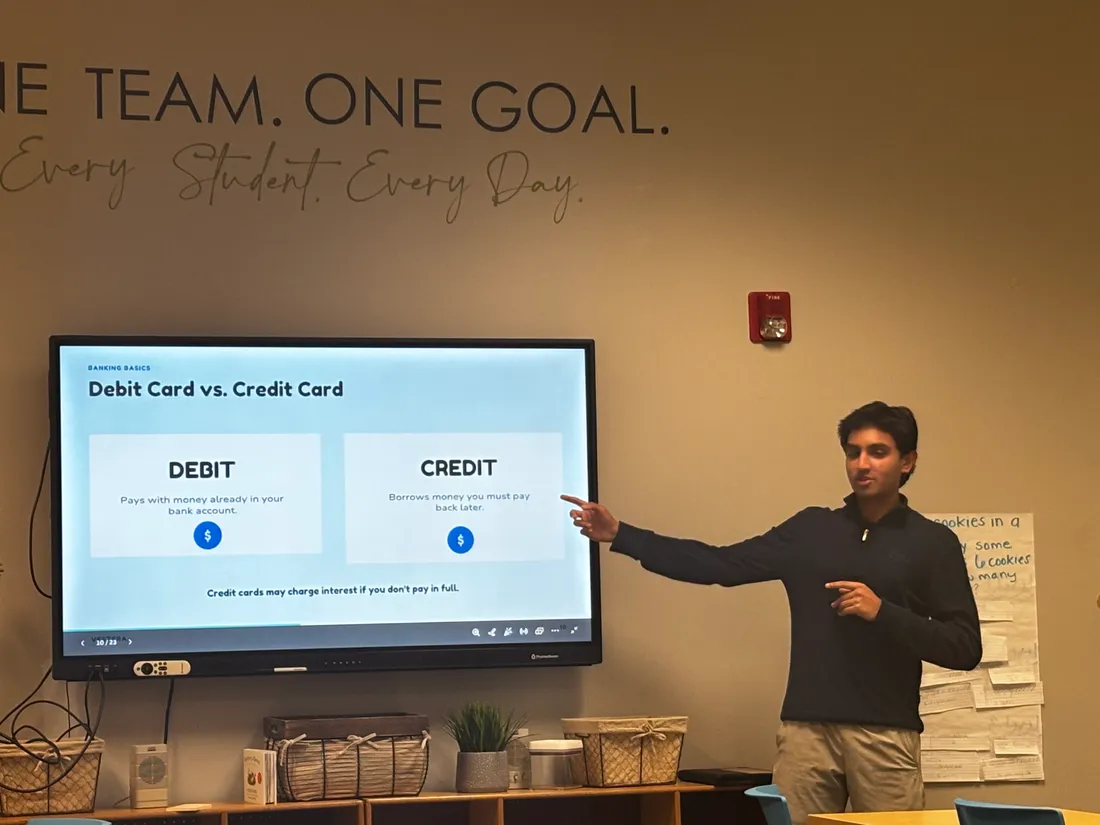 NE TEAM. ONE GOAL.
Every Student. Every Day.
FIRE
BANKING BASICS
Debit Card vs. Credit Card
DEBIT
Pays with money already in your
bank account.
$
CREDIT
Borrows money you must pay
back later.
$
Credit cards may charge interest if you don't pay in full.
10 / 23
cookies in a
some
6 cookies
many
?